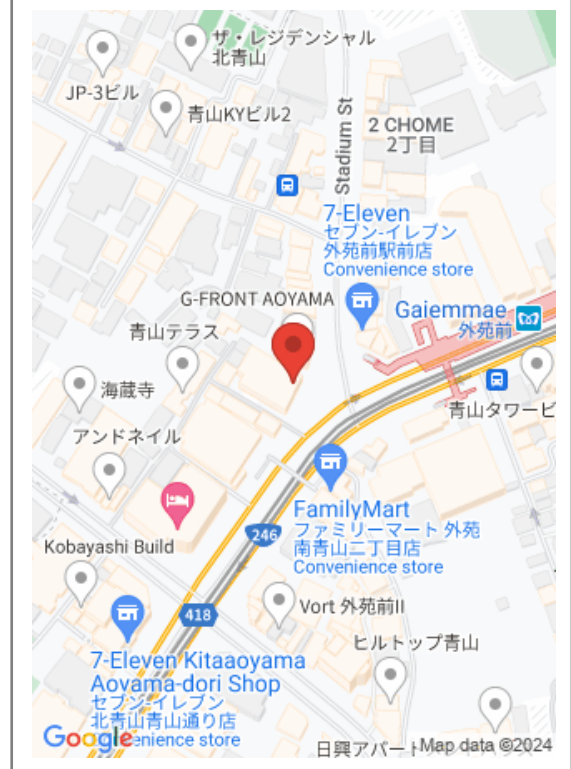 ザ・レジデンシャル
北青山
JP-3ビル
青山KYビル2
2 CHOME
2丁目
Stadium St
7-Eleven
セブン-イレブン
外苑前駅前店
Convenience store
G-FRONT AOYAMA
Gaiemmae
外苑前
青山テラス
海蔵寺
青山タワービ
アンドネイル
FamilyMart
ファミリーマート 外苑
南青山二丁目店
Convenience store
246
Kobayashi Build
Vort 外苑前II
418
ヒルトップ青山
7-Eleven Kitaaoyama
Aoyama-dori Shop
セブン-イレブン
北青山青山通り店
Google
enience store
日興アパート
Map data ©2024